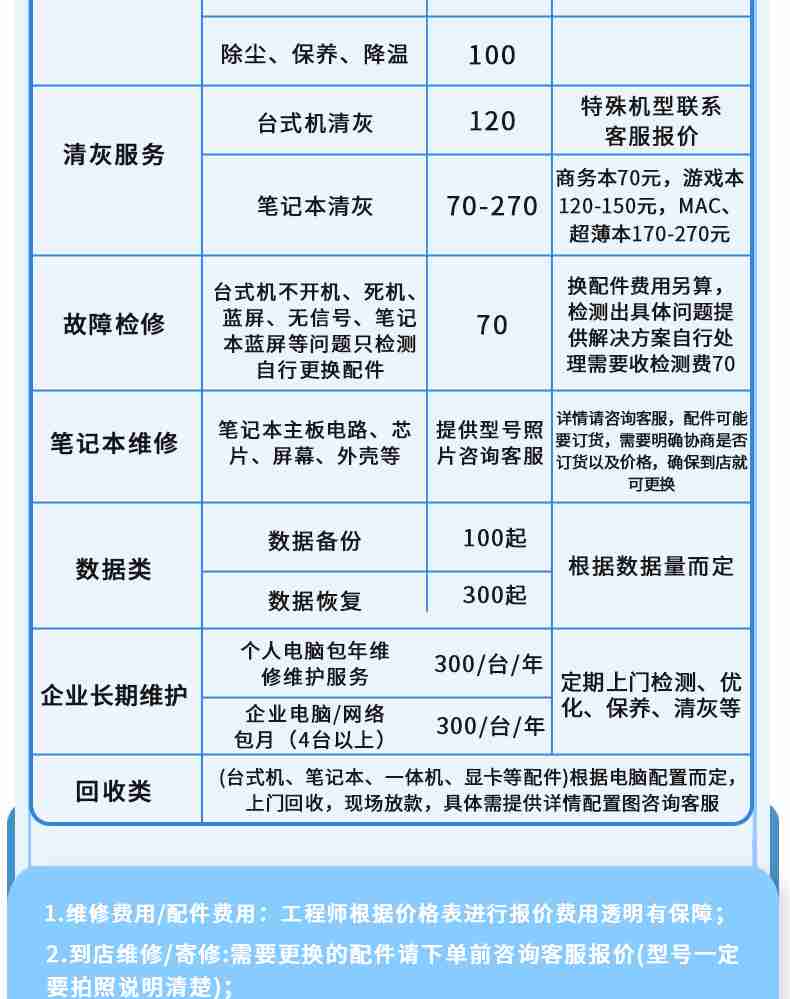 除尘、保养、降温
100
清灰服务
台式机清灰
120
特殊机型联系
客服报价
笔记本清灰
70-270
商务本70元，游戏本
120-150元，MAC、
超薄本170-270元
故障检修
台式机不开机、死机、
蓝屏、无信号、笔记
本蓝屏等问题只检测
自行更换配件
70
换配件费用另算，
检测出具体问题提
供解决方案自行处
理需要收检测费70
笔记本维修
笔记本主板电路、芯
片、屏幕、外壳等
提供型号照
片咨询客服
详情请咨询客服，配件可能
要订货，需要明确协商是否
订货以及价格，确保到店就
可更换
数据类
数据备份
100起
根据数据量而定
数据恢复
300起
企业长期维护
个人电脑包年维
修维护服务
300/台/年
定期上门检测、优
化、保养、清灰等
企业电脑/网络
包月（4台以上）
300/台/年
回收类
(台式机、笔记本、一体机、显卡等配件)根据电脑配置而定，
上门回收，现场放款，具体需提供详情配置图咨询客服
1.维修费用/配件费用：工程师根据价格表进行报价费用透明有保障；
2.到店维修/寄修:需要更换的配件请下单前咨询客服报价(型号一定
要拍照说明清楚)；